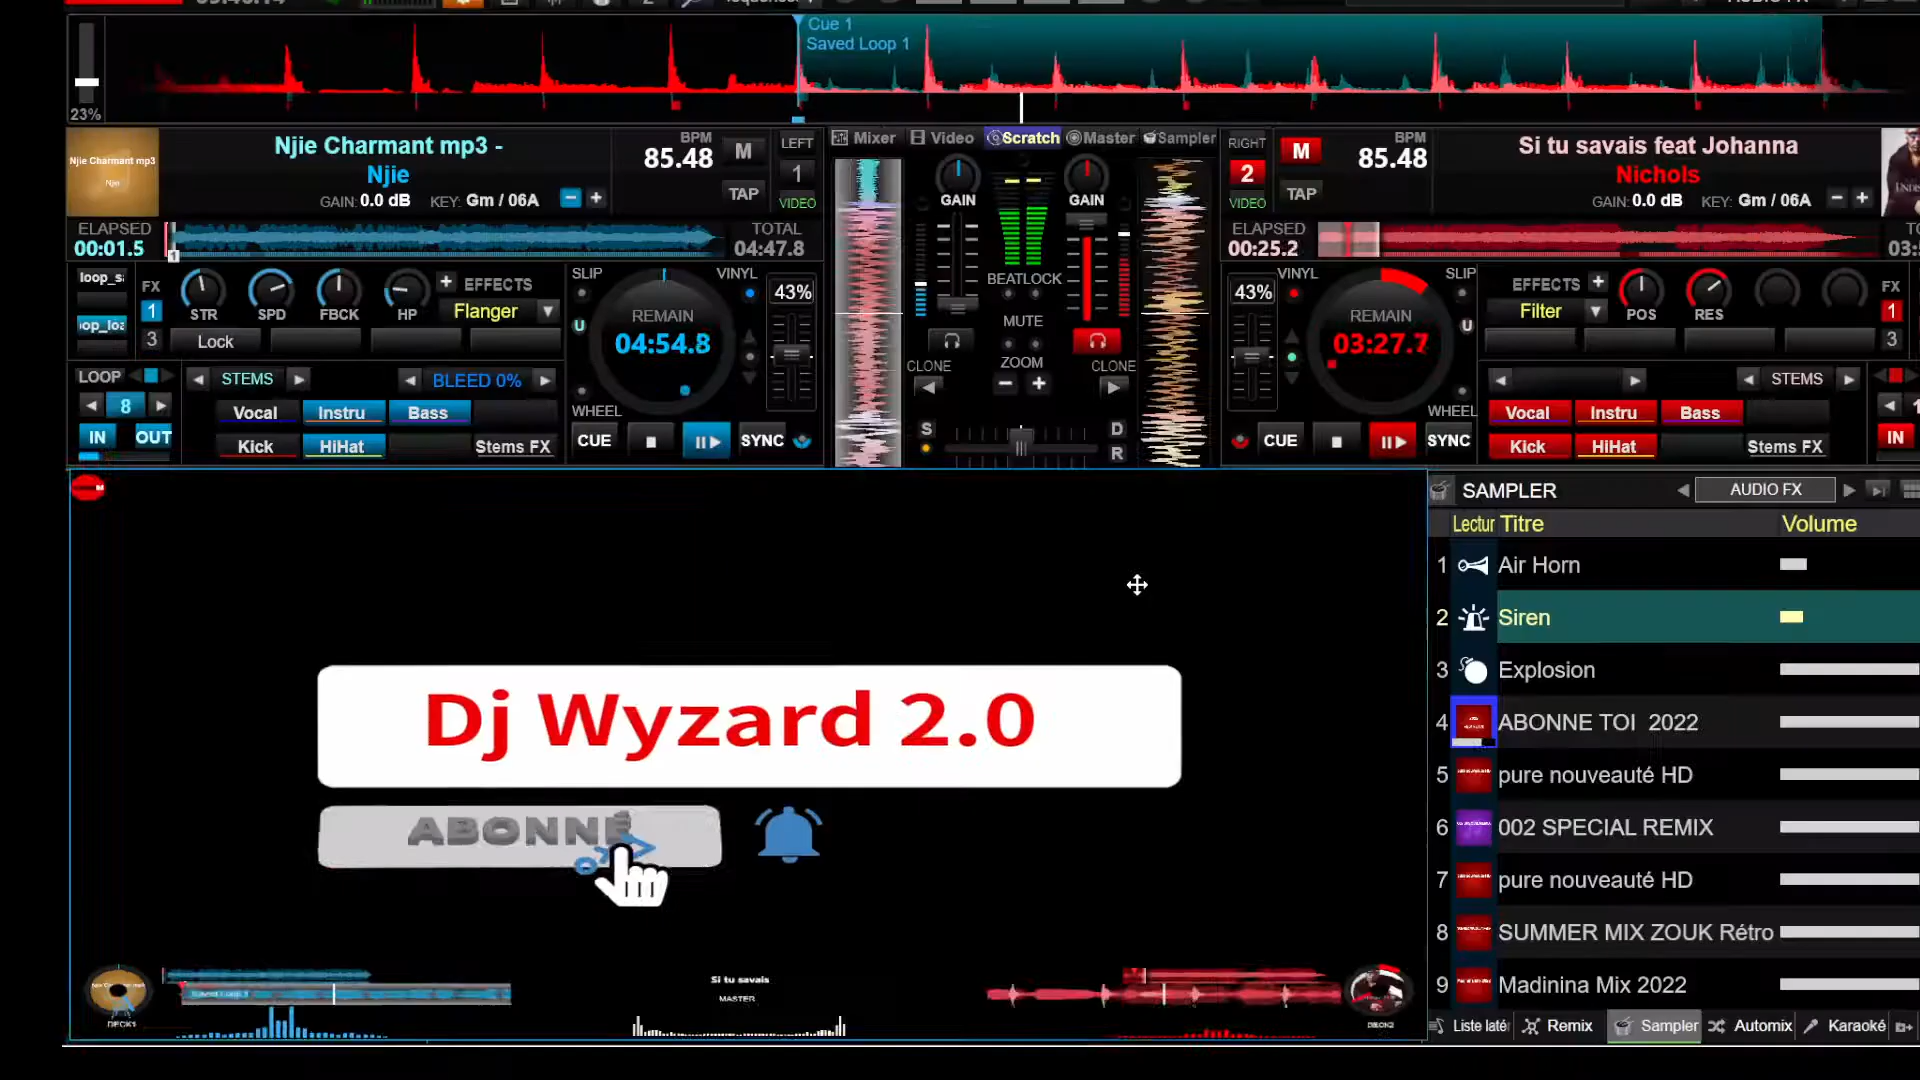 Cue 1
Saved Loop 1
23%
Njie Charmant mp3
Njie
Njie Charmant mp3 -
Njie
GAIN: 0.0 dB KEY: Gm / 06A
BPM
85.48
M
TAP
LEFT
1
VIDEO
Mixer Video Scratch Master Sampler
RIGHT
2
VIDEO
M
TAP
BPM
85.48
Si tu savais feat Johanna
Nichols
GAIN: 0.0 dB KEY: Gm / 06A
ELAPSED
00:01.5
1
TOTAL
04:47.8
GAIN
GAIN
ELAPSED
00:25.2
FX
1
3
STR SPD FBCK HP
EFFECTS
Flanger
Lock
SLIP
VINYL
U
REMAIN
04:54.8
43%
BEATLOCK
MUTE
ZOOM
CLONE
CLONE
43%
VINYL
SLIP
U
REMAIN
03:27.7
EFFECTS
Filter
POS RES
FX
1
3
LOOP
8
IN OUT
STEMS
BLEED 0%
Vocal Instru Bass
Kick HiHat Stems FX
WHEEL
CUE SYNC
S
D
R
WHEEL
CUE SYNC
STEMS
Vocal Instru Bass
Kick HiHat Stems FX
IN
Dj Wyzard 2.0
ABONNÉ
DECK1
Si tu savais
MASTER
SAMPLER
AUDIO FX
Lectur Titre Volume
1 Air Horn
2 Siren
3 Explosion
4 ABONNE TOI 2022
5 pure nouveauté HD
6 002 SPECIAL REMIX
7 pure nouveauté HD
8 SUMMER MIX ZOUK Rétro
9 Madinina Mix 2022
Liste laté Remix Sampler Automix Karaoké